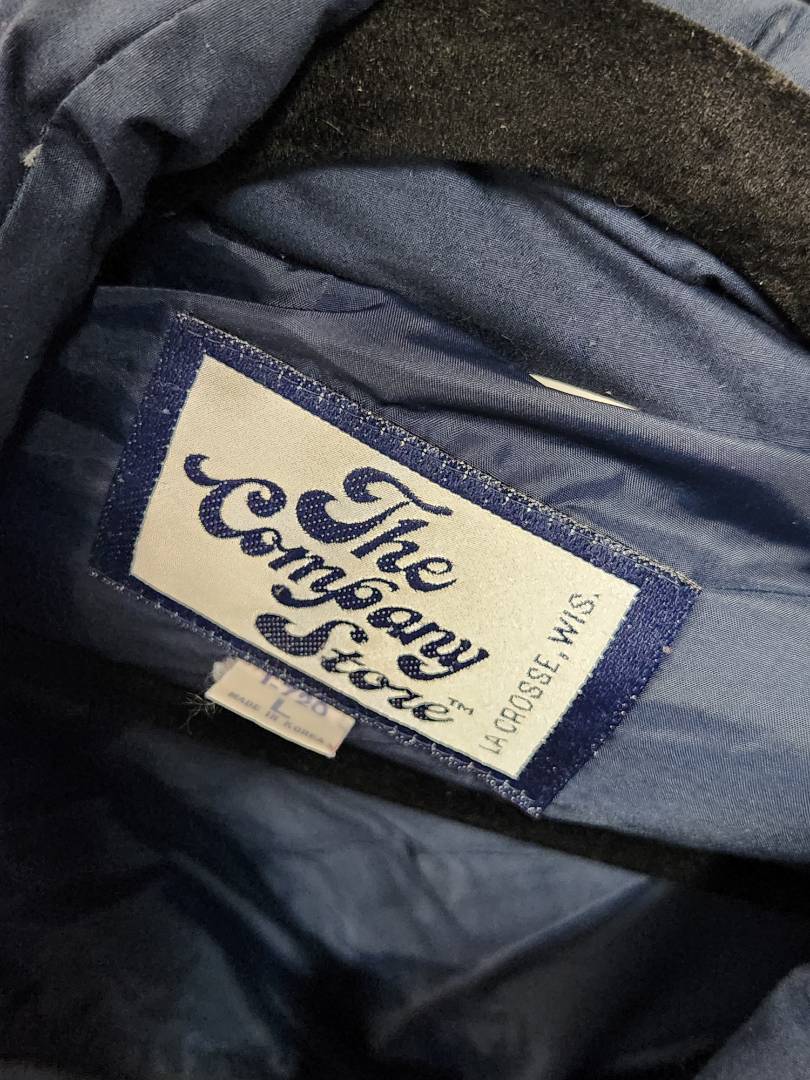 The
Company
Store™
LA CROSSE, WIS.
L
MADE IN KOREA